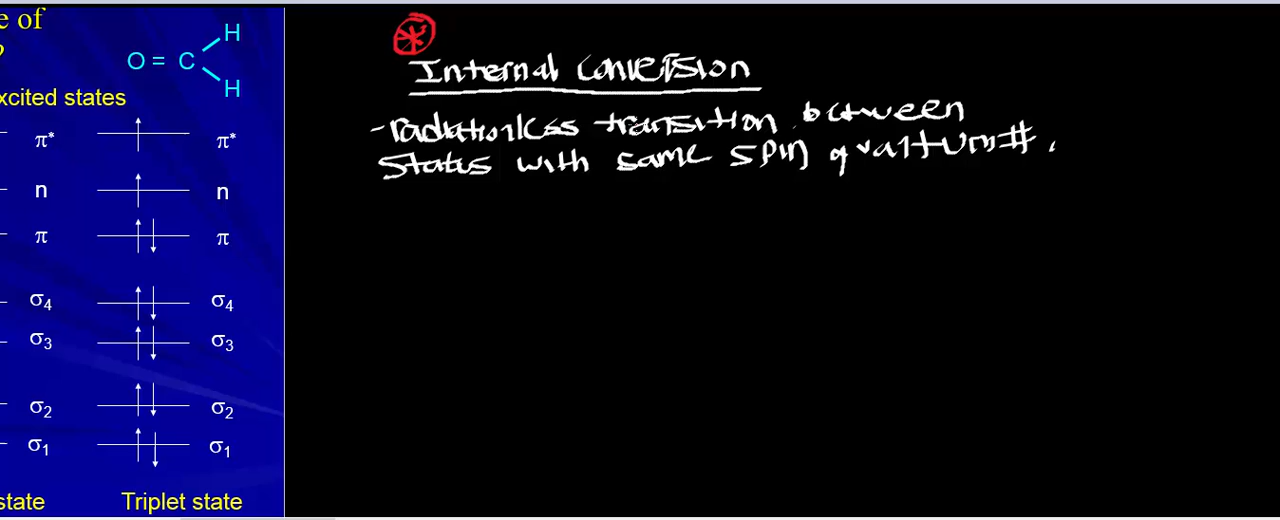 e of
?
O = C
H
H
xcited states
π* π*
n n
π π
σ4 σ4
σ3 σ3
σ2 σ2
σ1 σ1
state Triplet state
Internal Conversion
- radiationless transition between
states with same spin quantum #.